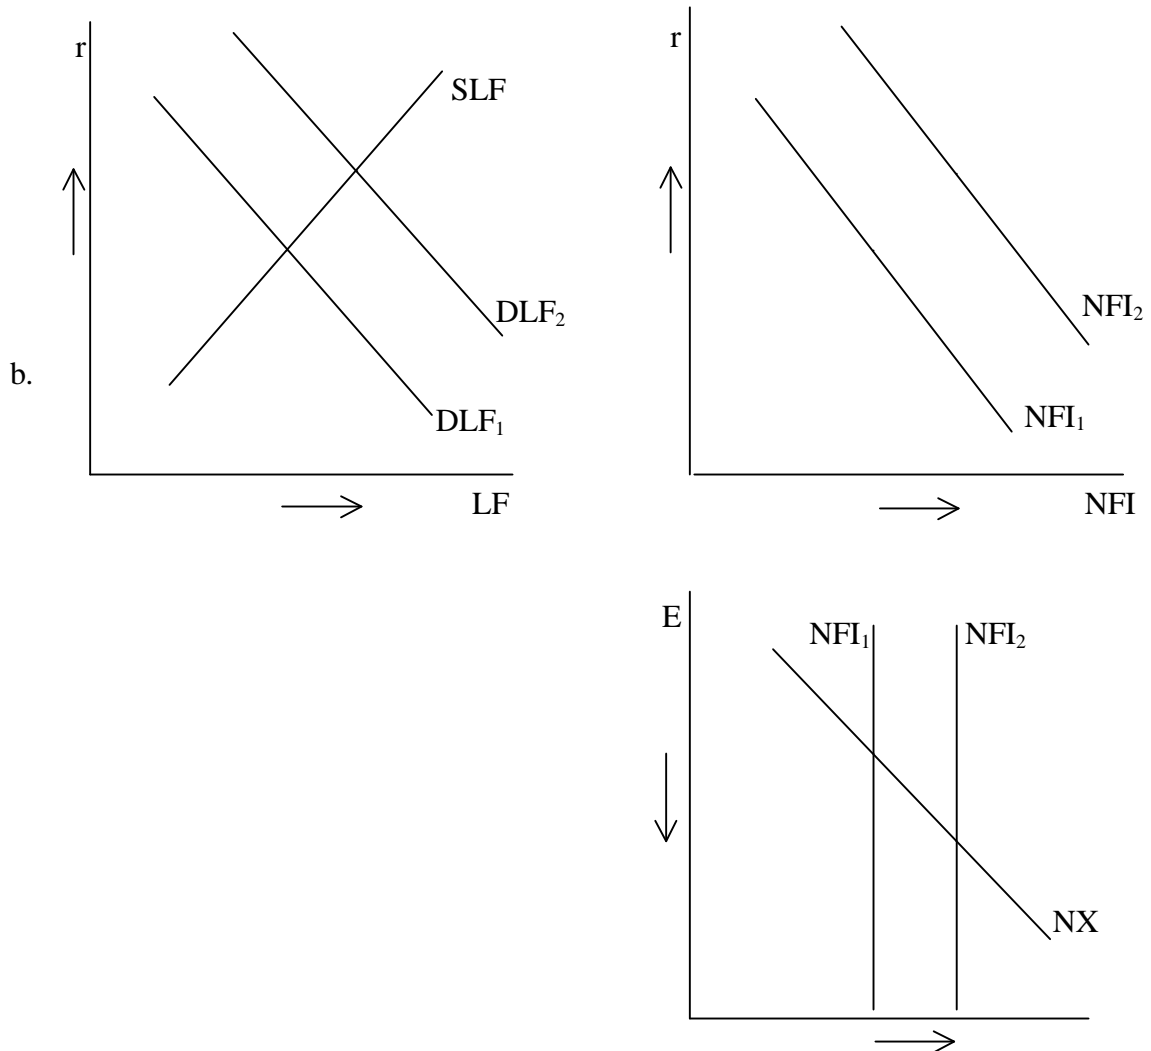 r
SLF
DLF₂
DLF₁
LF
b.
r
NFI₂
NFI₁
NFI
E
NFI₁
NFI₂
NX